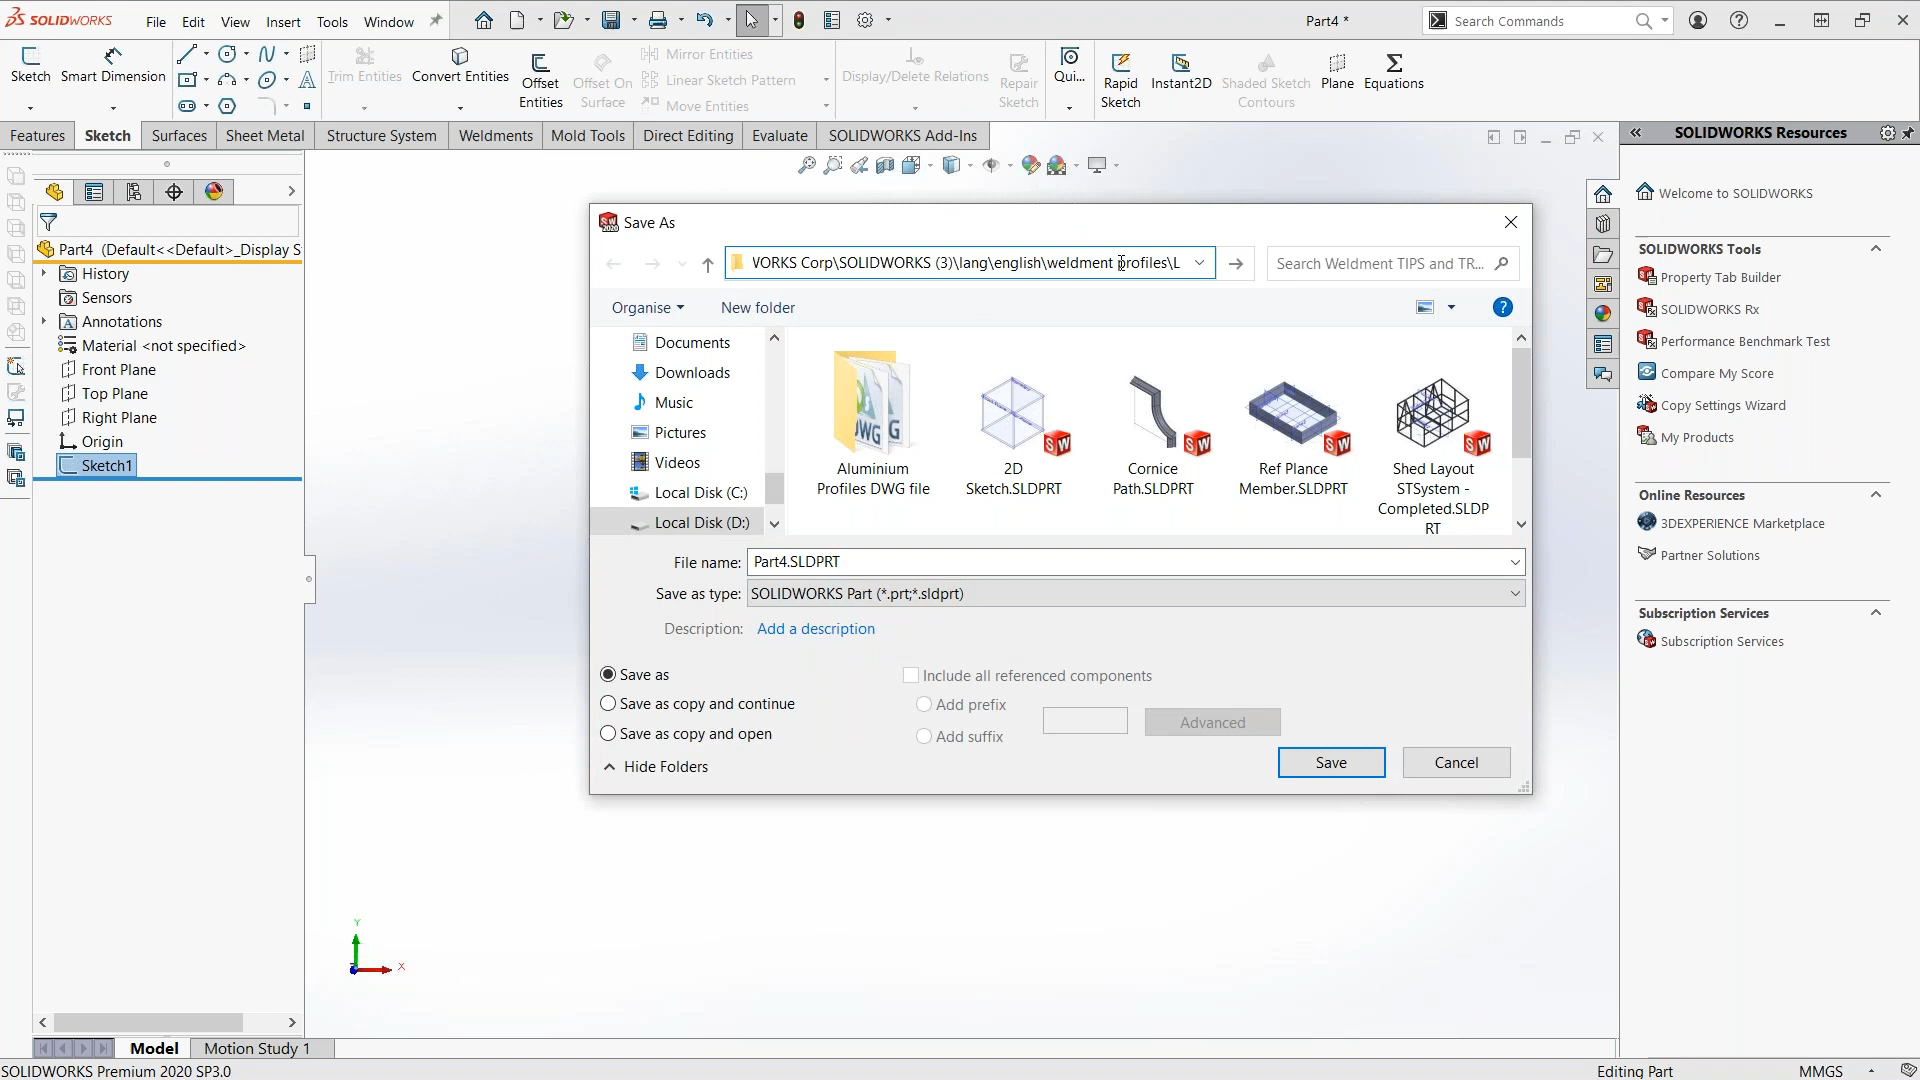 SOLIDWORKS
File
Edit
View
Insert
Tools
Window
Part4 *
Search Commands
Sketch
Smart Dimension
Trim Entities
Convert Entities
Offset
Entities
Offset On
Surface
Mirror Entities
Linear Sketch Pattern
Move Entities
Display/Delete Relations
Repair
Sketch
Qui...
Rapid
Sketch
Instant2D
Shaded Sketch
Contours
Plane
Equations
Features
Sketch
Surfaces
Sheet Metal
Structure System
Weldments
Mold Tools
Direct Editing
Evaluate
SOLIDWORKS Add-Ins
Part4 (Default<<Default>_Display S
History
Sensors
Annotations
Material <not specified>
Front Plane
Top Plane
Right Plane
Origin
Sketch1
Save As
VORKS Corp\SOLIDWORKS (3)\lang\english\weldment profiles\L
Search Weldment TIPS and TR...
Organise
New folder
Documents
Downloads
Music
Pictures
Videos
Local Disk (C:)
Local Disk (D:)
Aluminium
Profiles DWG file
2D
Sketch.SLDPRT
Cornice
Path.SLDPRT
Ref Plance
Member.SLDPRT
Shed Layout
STSystem -
Completed.SLDP
RT
File name:
Part4.SLDPRT
Save as type:
SOLIDWORKS Part (*.prt;*.sldprt)
Description:
Add a description
Save as
Save as copy and continue
Save as copy and open
Include all referenced components
Add prefix
Add suffix
Advanced
Hide Folders
Save
Cancel
SOLIDWORKS Resources
Welcome to SOLIDWORKS
SOLIDWORKS Tools
Property Tab Builder
SOLIDWORKS Rx
Performance Benchmark Test
Compare My Score
Copy Settings Wizard
My Products
Online Resources
3DEXPERIENCE Marketplace
Partner Solutions
Subscription Services
Subscription Services
Y
X
Model
Motion Study 1
SOLIDWORKS Premium 2020 SP3.0
Editing Part
MMGS